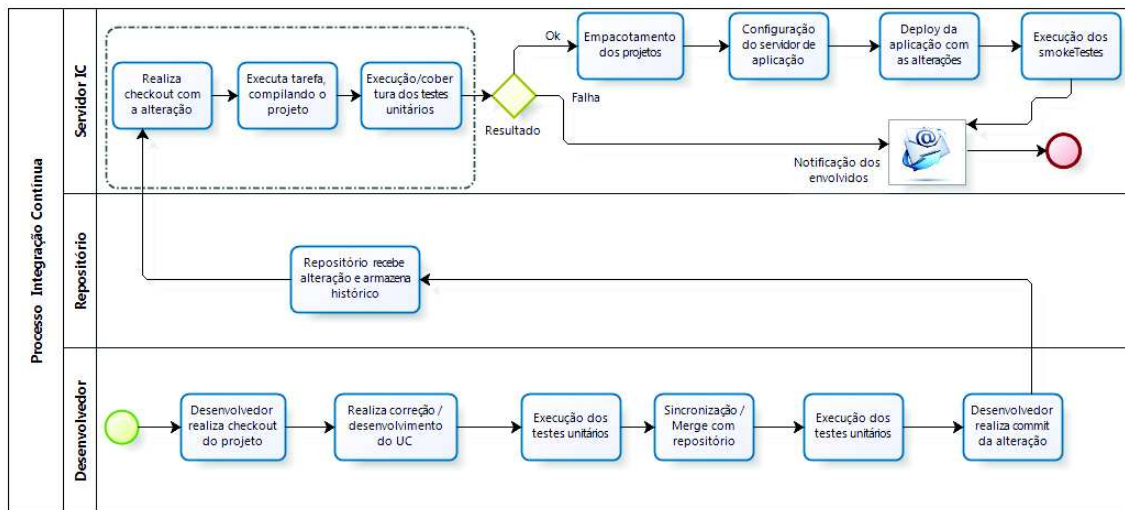 Processo Integração Contínua
Servidor IC
Realiza
checkout com
a alteração
Executa tarefa,
compilando o
projeto
Execução/cober
tura dos testes
unitários
Resultado
Ok
Falha
Empacotamento
dos projetos
Configuração
do servidor de
aplicação
Deploy da
aplicação com
as alterações
Execução dos
smokeTestes
Notificação dos
envolvidos
@
Repositório
Repositório recebe
alteração e armazena
histórico
Desenvolvedor
Desenvolvedor
realiza checkout
do projeto
Realiza correção /
desenvolvimento
do UC
Execução dos
testes unitários
Sincronização /
Merge com
repositório
Execução dos
testes unitários
Desenvolvedor
realiza commit
da alteração